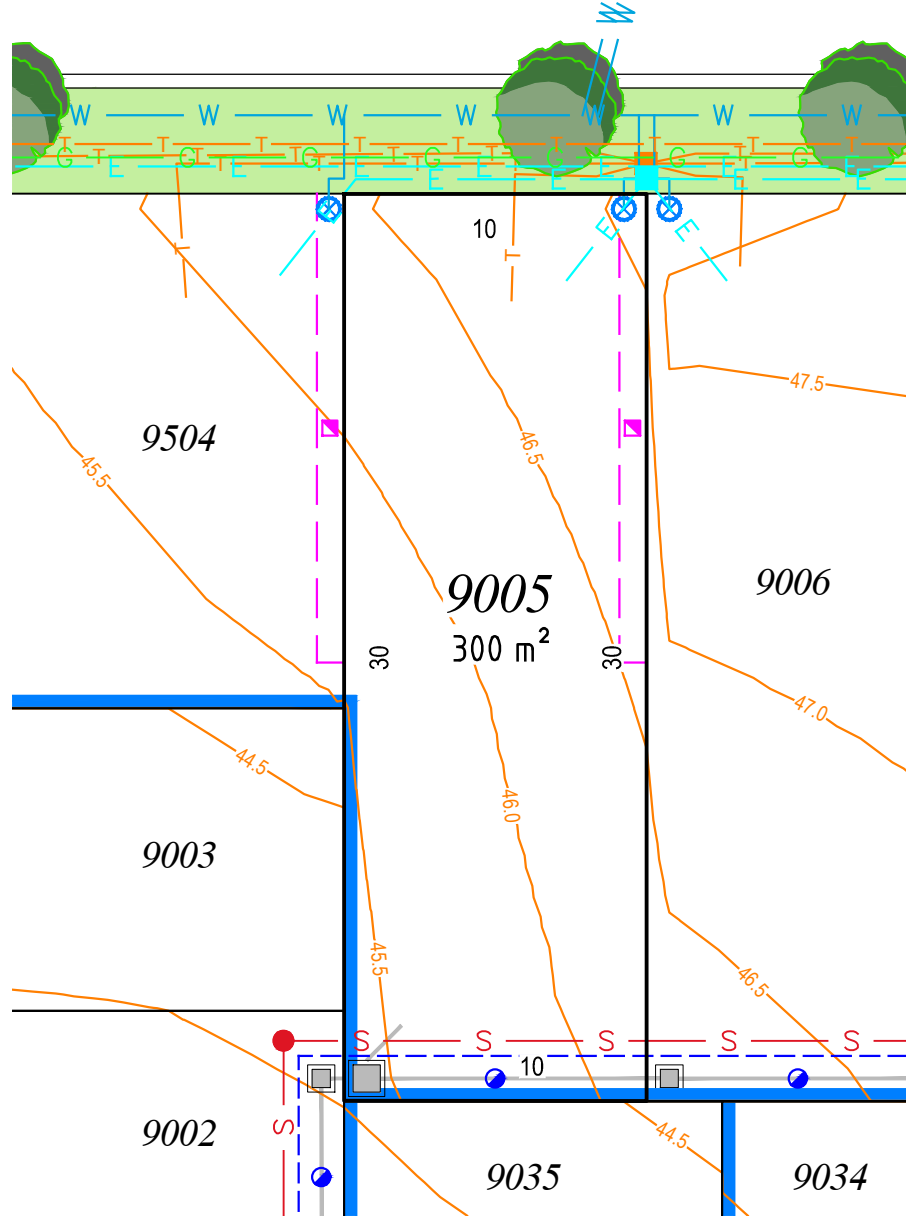 W
W W W W W W
T T T T T T T T T
T T T T T T T T
G G G G G G
E E E E E E
E E E E E E
E E E
10
T T
47.5
9504
46.5
45.5
9005
9006
300 m²
30 30
47.0
44.5
46.0
9003
45.5
46.5
S S S S S
10
S
9002
44.5
9035
9034